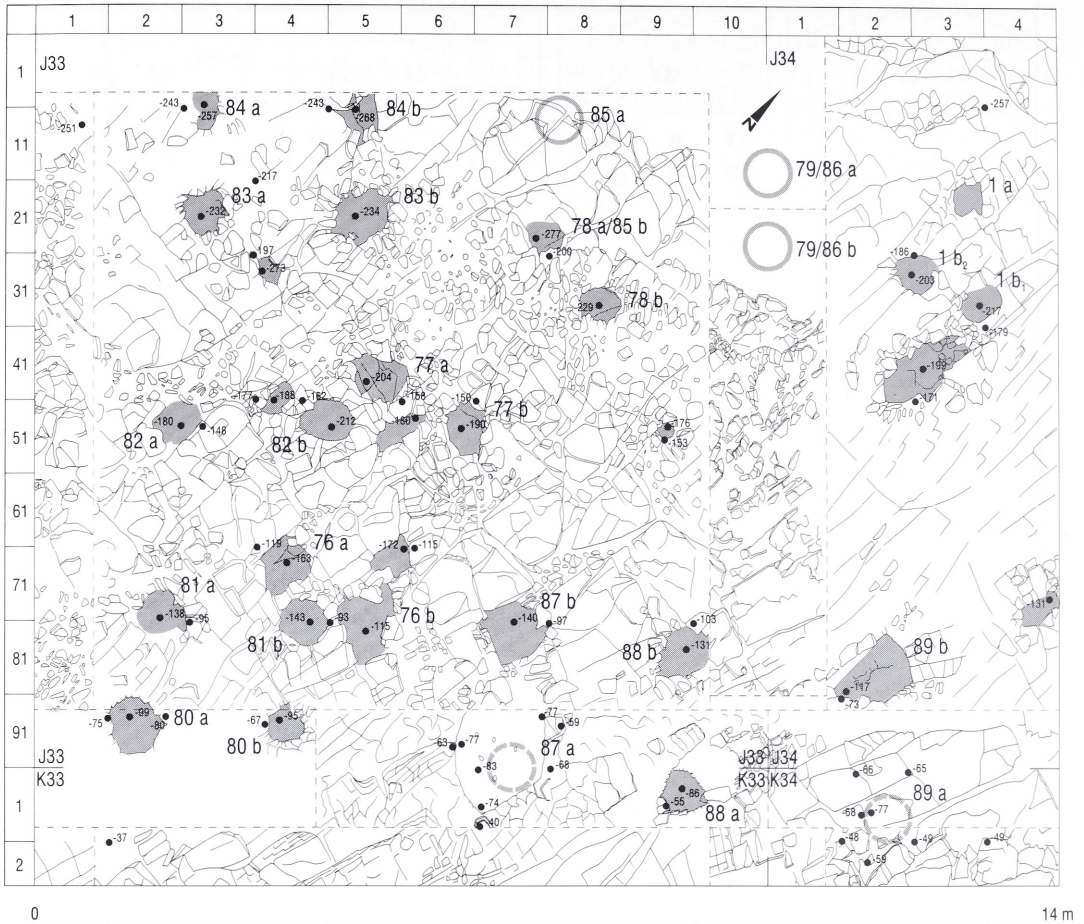 1 2 3 4 5 6 7 8 9 10 1 2 3 4
1 J33 J34
-243 -257 84 a -243 -268 84 b 85 a -257
-251
11
N
79/86 a
-217
83 a 83 b 1 a
21 -232 -234 78 a/85 b
-277 79/86 b
-197 -200 -186 1 b₂
-273 -203 1 b₁
31 -229 78 b -217
-179
41 -204 77 a -199
-177 -188 -162 -158 -150 77 b -171
-180 -148 -212 -180 -190 -176
82 a 82 b -153
51
61
-119 76 a -172 -115
-163
71
81 a -131
-138 -95 -143 -93 76 b -140 87 b -97 -103
81 b -115 88 b -131 89 b
81
-117
-73
-75 -99 -80 80 a -67 -95 -77 -59
91 80 b -63 -77 87 a
J33 -83 -68 J33 J34 -66 -65
K33 K33 K34
1 -74 -55 -86 -68 -77 89 a
-40 88 a
-37 -48 -49 -49
2 -59
0 14 m